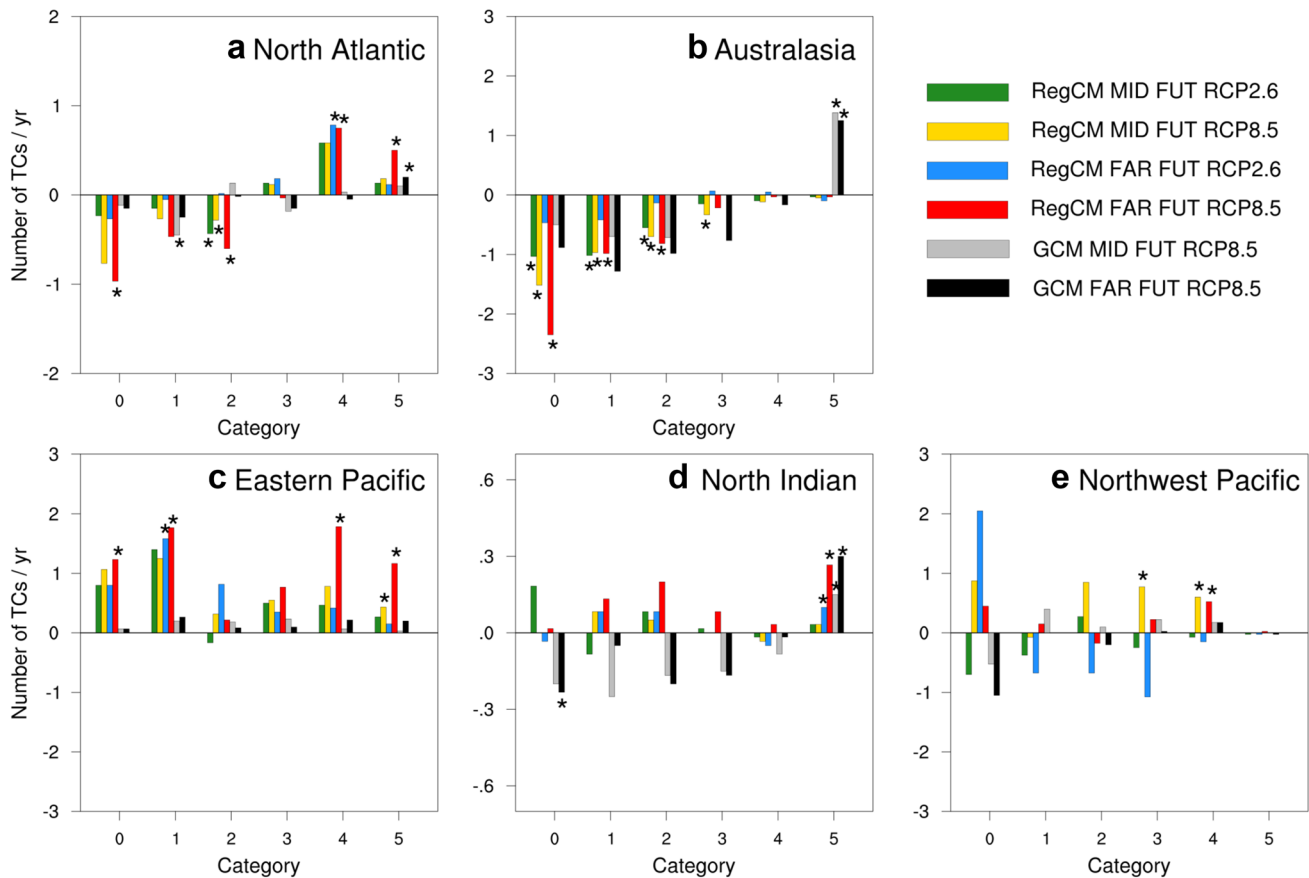 a North Atlantic
Number of TCs / yr
2
1
0
-1
-2
* * * * * * * * *
0 1 2 3 4 5
Category
b Australasia
3
2
1
0
-1
-2
-3
* * * * * * * * * * * *
0 1 2 3 4 5
Category
RegCM MID FUT RCP2.6
RegCM MID FUT RCP8.5
RegCM FAR FUT RCP2.6
RegCM FAR FUT RCP8.5
GCM MID FUT RCP8.5
GCM FAR FUT RCP8.5
c Eastern Pacific
Number of TCs / yr
3
2
1
0
-1
-2
-3
* * * * * *
0 1 2 3 4 5
Category
d North Indian
.6
.3
.0
-.3
-.6
* * * * *
0 1 2 3 4 5
Category
e Northwest Pacific
2
1
0
-1
-2
-3
* * *
0 1 2 3 4 5
Category